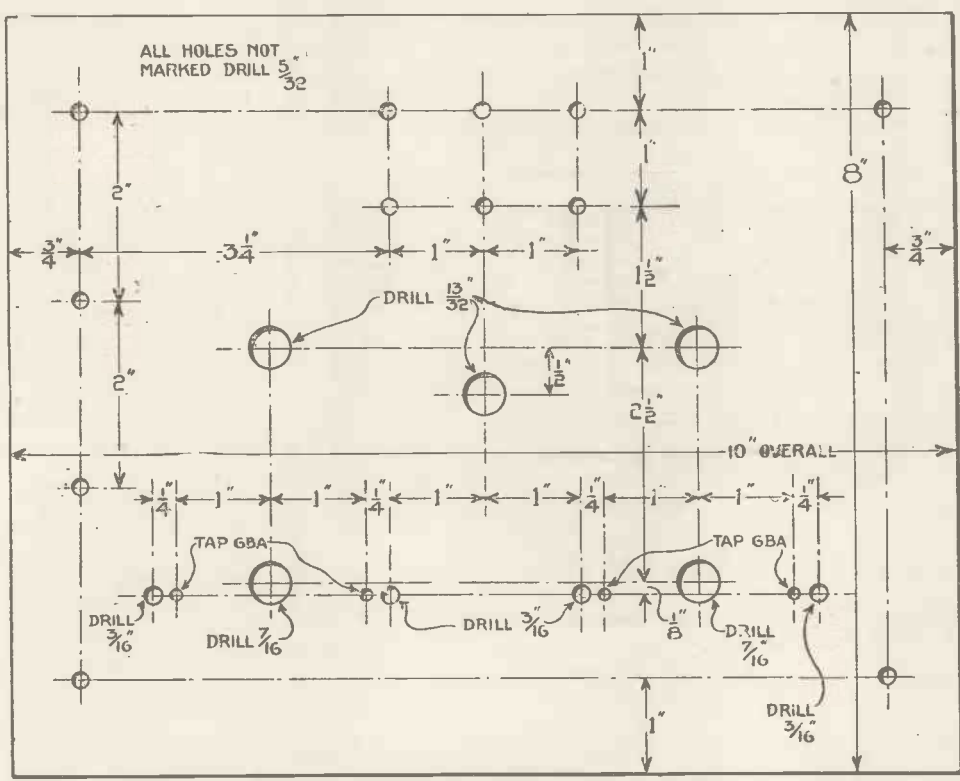 ALL HOLES NOT
MARKED DRILL 5/32"
1"
1"
8"
2"
3/4"
3 1/4"
1"
1"
1 1/2"
3/4"
DRILL 13/32"
1/2"
2"
2 1/2"
10" OVERALL
1/4"
1"
1"
1/4"
1"
1"
1/4"
1
1"
1/4"
TAP 6BA
TAP 6BA
DRILL
3/16"
DRILL 7/16
DRILL 3/16"
1/8
DRILL
7/16"
DRILL
3/16"
1"